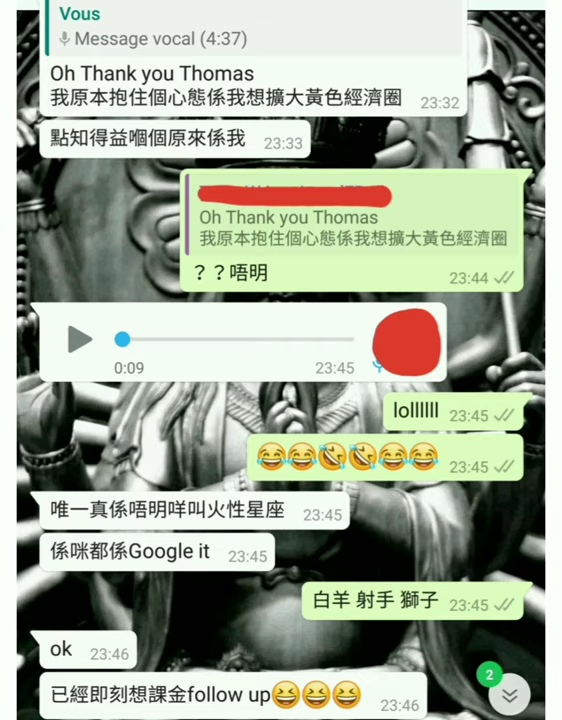 Vous
Message vocal (4:37)
Oh Thank you Thomas
我原本抱住個心態係我想擴大黃色經濟圈
23:32
點知得益嗰個原來係我
23:33
Oh Thank you Thomas
我原本抱住個心態係我想擴大黃色經濟圈
？？唔明
23:44
0:09
23:45
lollllll
23:45
23:45
唯一真係唔明咩叫火性星座
23:45
係咪都係Google it
23:45
白羊 射手 獅子
23:45
ok
23:46
2
已經即刻想課金follow up😆😆😆
23:46